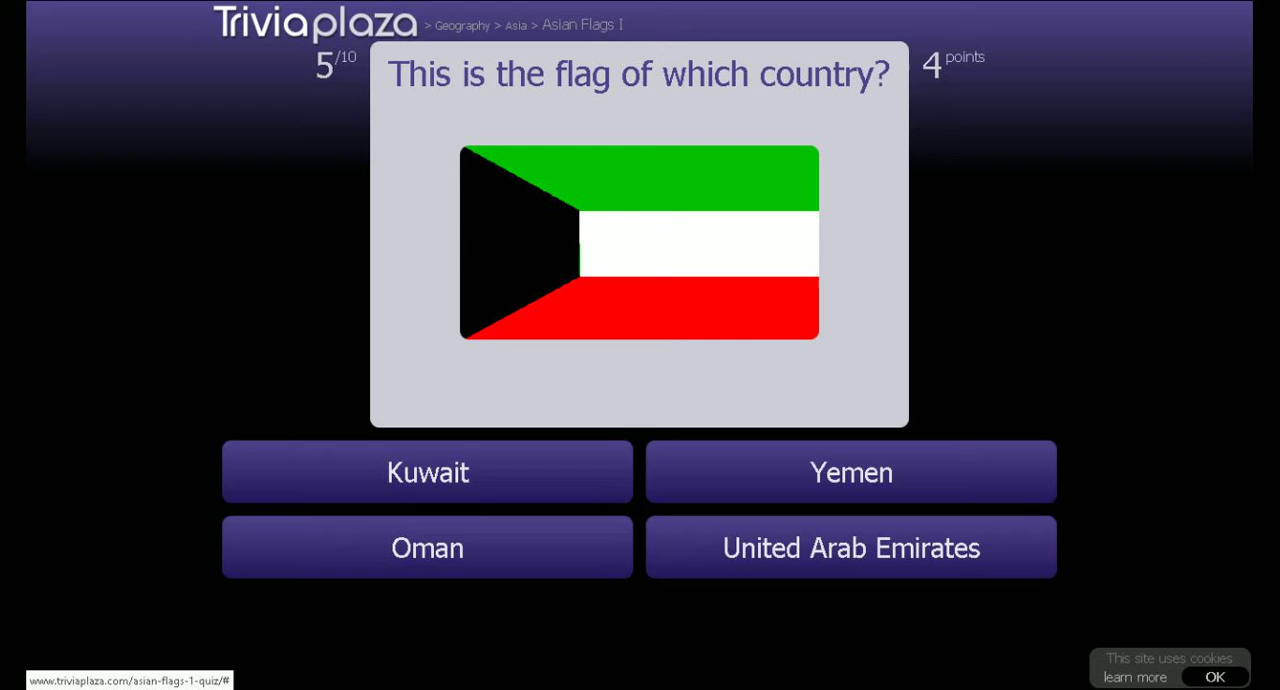 Triviaplaza > Geography > Asia > Asian Flags I
5/10
4 points
This is the flag of which country?
Kuwait
Yemen
Oman
United Arab Emirates
This site uses cookies
learn more OK
www.triviaplaza.com/asian-flags-1-quiz/#